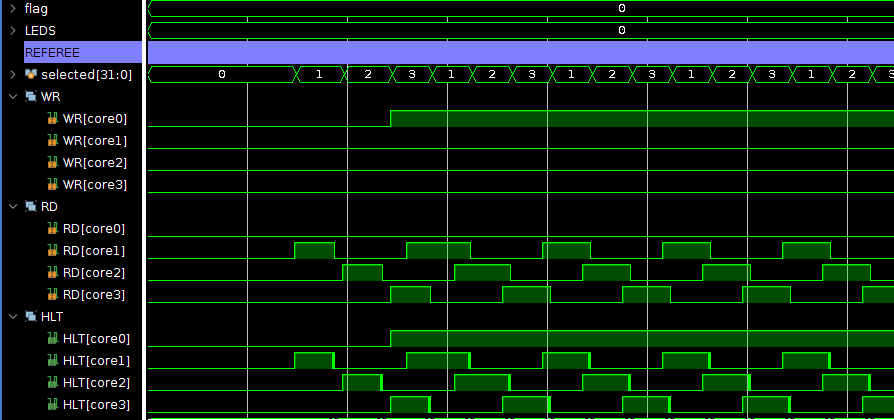 flag 0
LEDS 0
REFEREE
selected[31:0] 0 1 2 3 1 2 3 1 2 3 1 2 3 1 2 3
WR
WR[core0]
WR[core1]
WR[core2]
WR[core3]
RD
RD[core0]
RD[core1]
RD[core2]
RD[core3]
HLT
HLT[core0]
HLT[core1]
HLT[core2]
HLT[core3]